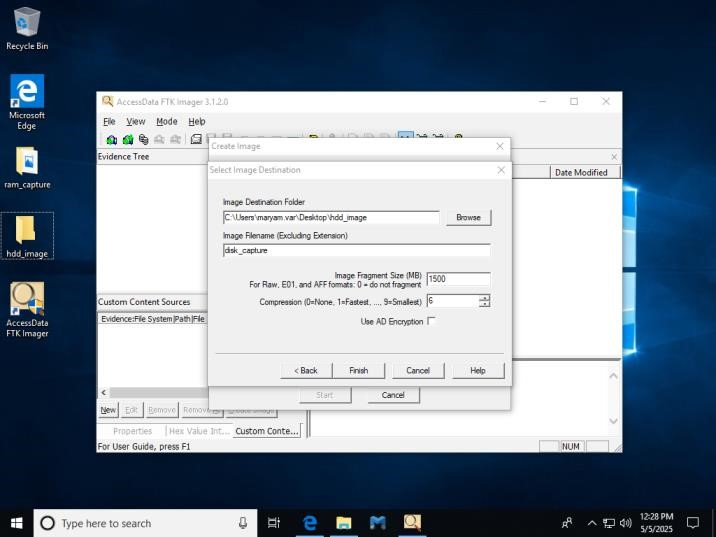 Recycle Bin
Microsoft
Edge
ram_capture
hdd_image
AccessData
FTK Imager
AccessData FTK Imager 3.1.2.0
File View Mode Help
Evidence Tree
Date Modified
Custom Content Sources
Evidence:File System|Path|File
New Edit Remove Remove All Create Image
Properties Hex Value Int... Custom Conte...
For User Guide, press F1
NUM
Create Image
Select Image Destination
Image Destination Folder
C:\Users\maryam.var\Desktop\hdd_image
Browse
Image Filename (Excluding Extension)
disk_capture
Image Fragment Size (MB)
1500
For Raw, E01, and AFF formats: 0 = do not fragment
Compression (0=None, 1=Fastest, ..., 9=Smallest)
6
Use AD Encryption
< Back Finish Cancel Help
Start Cancel
Type here to search
12:28 PM
5/5/2025